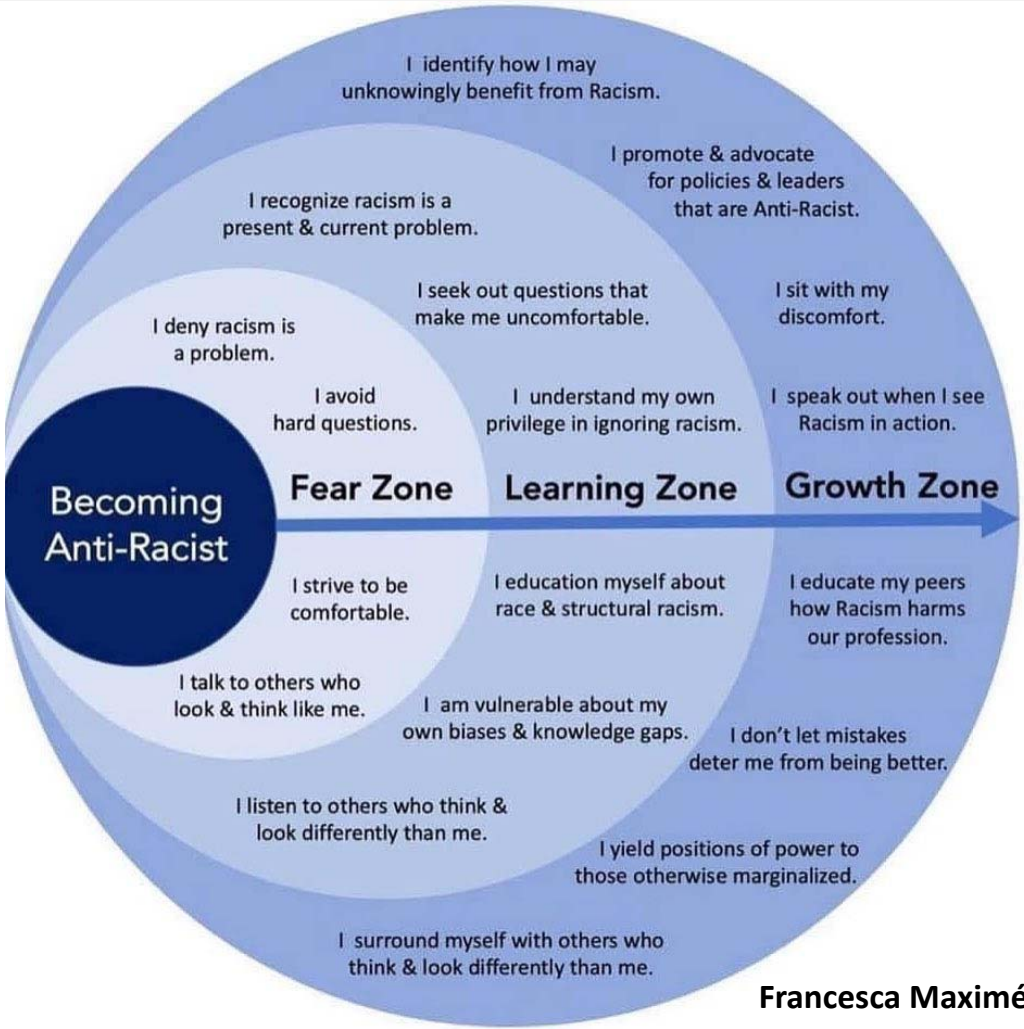 I identify how I may
unknowingly benefit from Racism.
I promote & advocate
for policies & leaders
that are Anti-Racist.
I recognize racism is a
present & current problem.
I seek out questions that
make me uncomfortable.
I sit with my
discomfort.
I deny racism is
a problem.
I avoid
hard questions.
I understand my own
privilege in ignoring racism.
I speak out when I see
Racism in action.
Becoming
Anti-Racist
Fear Zone
Learning Zone
Growth Zone
I strive to be
comfortable.
I education myself about
race & structural racism.
I educate my peers
how Racism harms
our profession.
I talk to others who
look & think like me.
I am vulnerable about my
own biases & knowledge gaps.
I don't let mistakes
deter me from being better.
I listen to others who think &
look differently than me.
I yield positions of power to
those otherwise marginalized.
I surround myself with others who
think & look differently than me.
Francesca Maximé